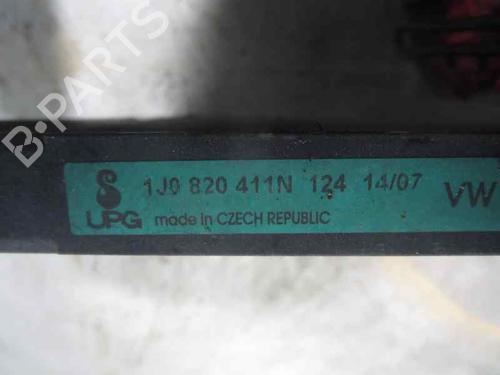 B-PARTS
1J0 820 411N 124 14/07 VW
UPG made in CZECH REPUBLIC